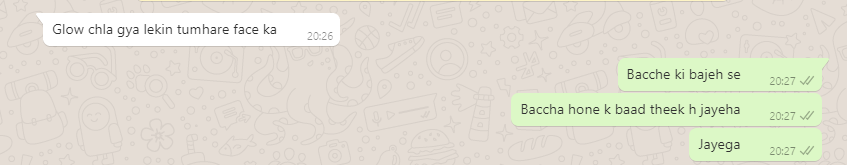 Glow chla gya lekin tumhare face ka
20:26
Bacche ki bajeh se
20:27
Baccha hone k baad theek h jayeha
20:27
Jayega
20:27